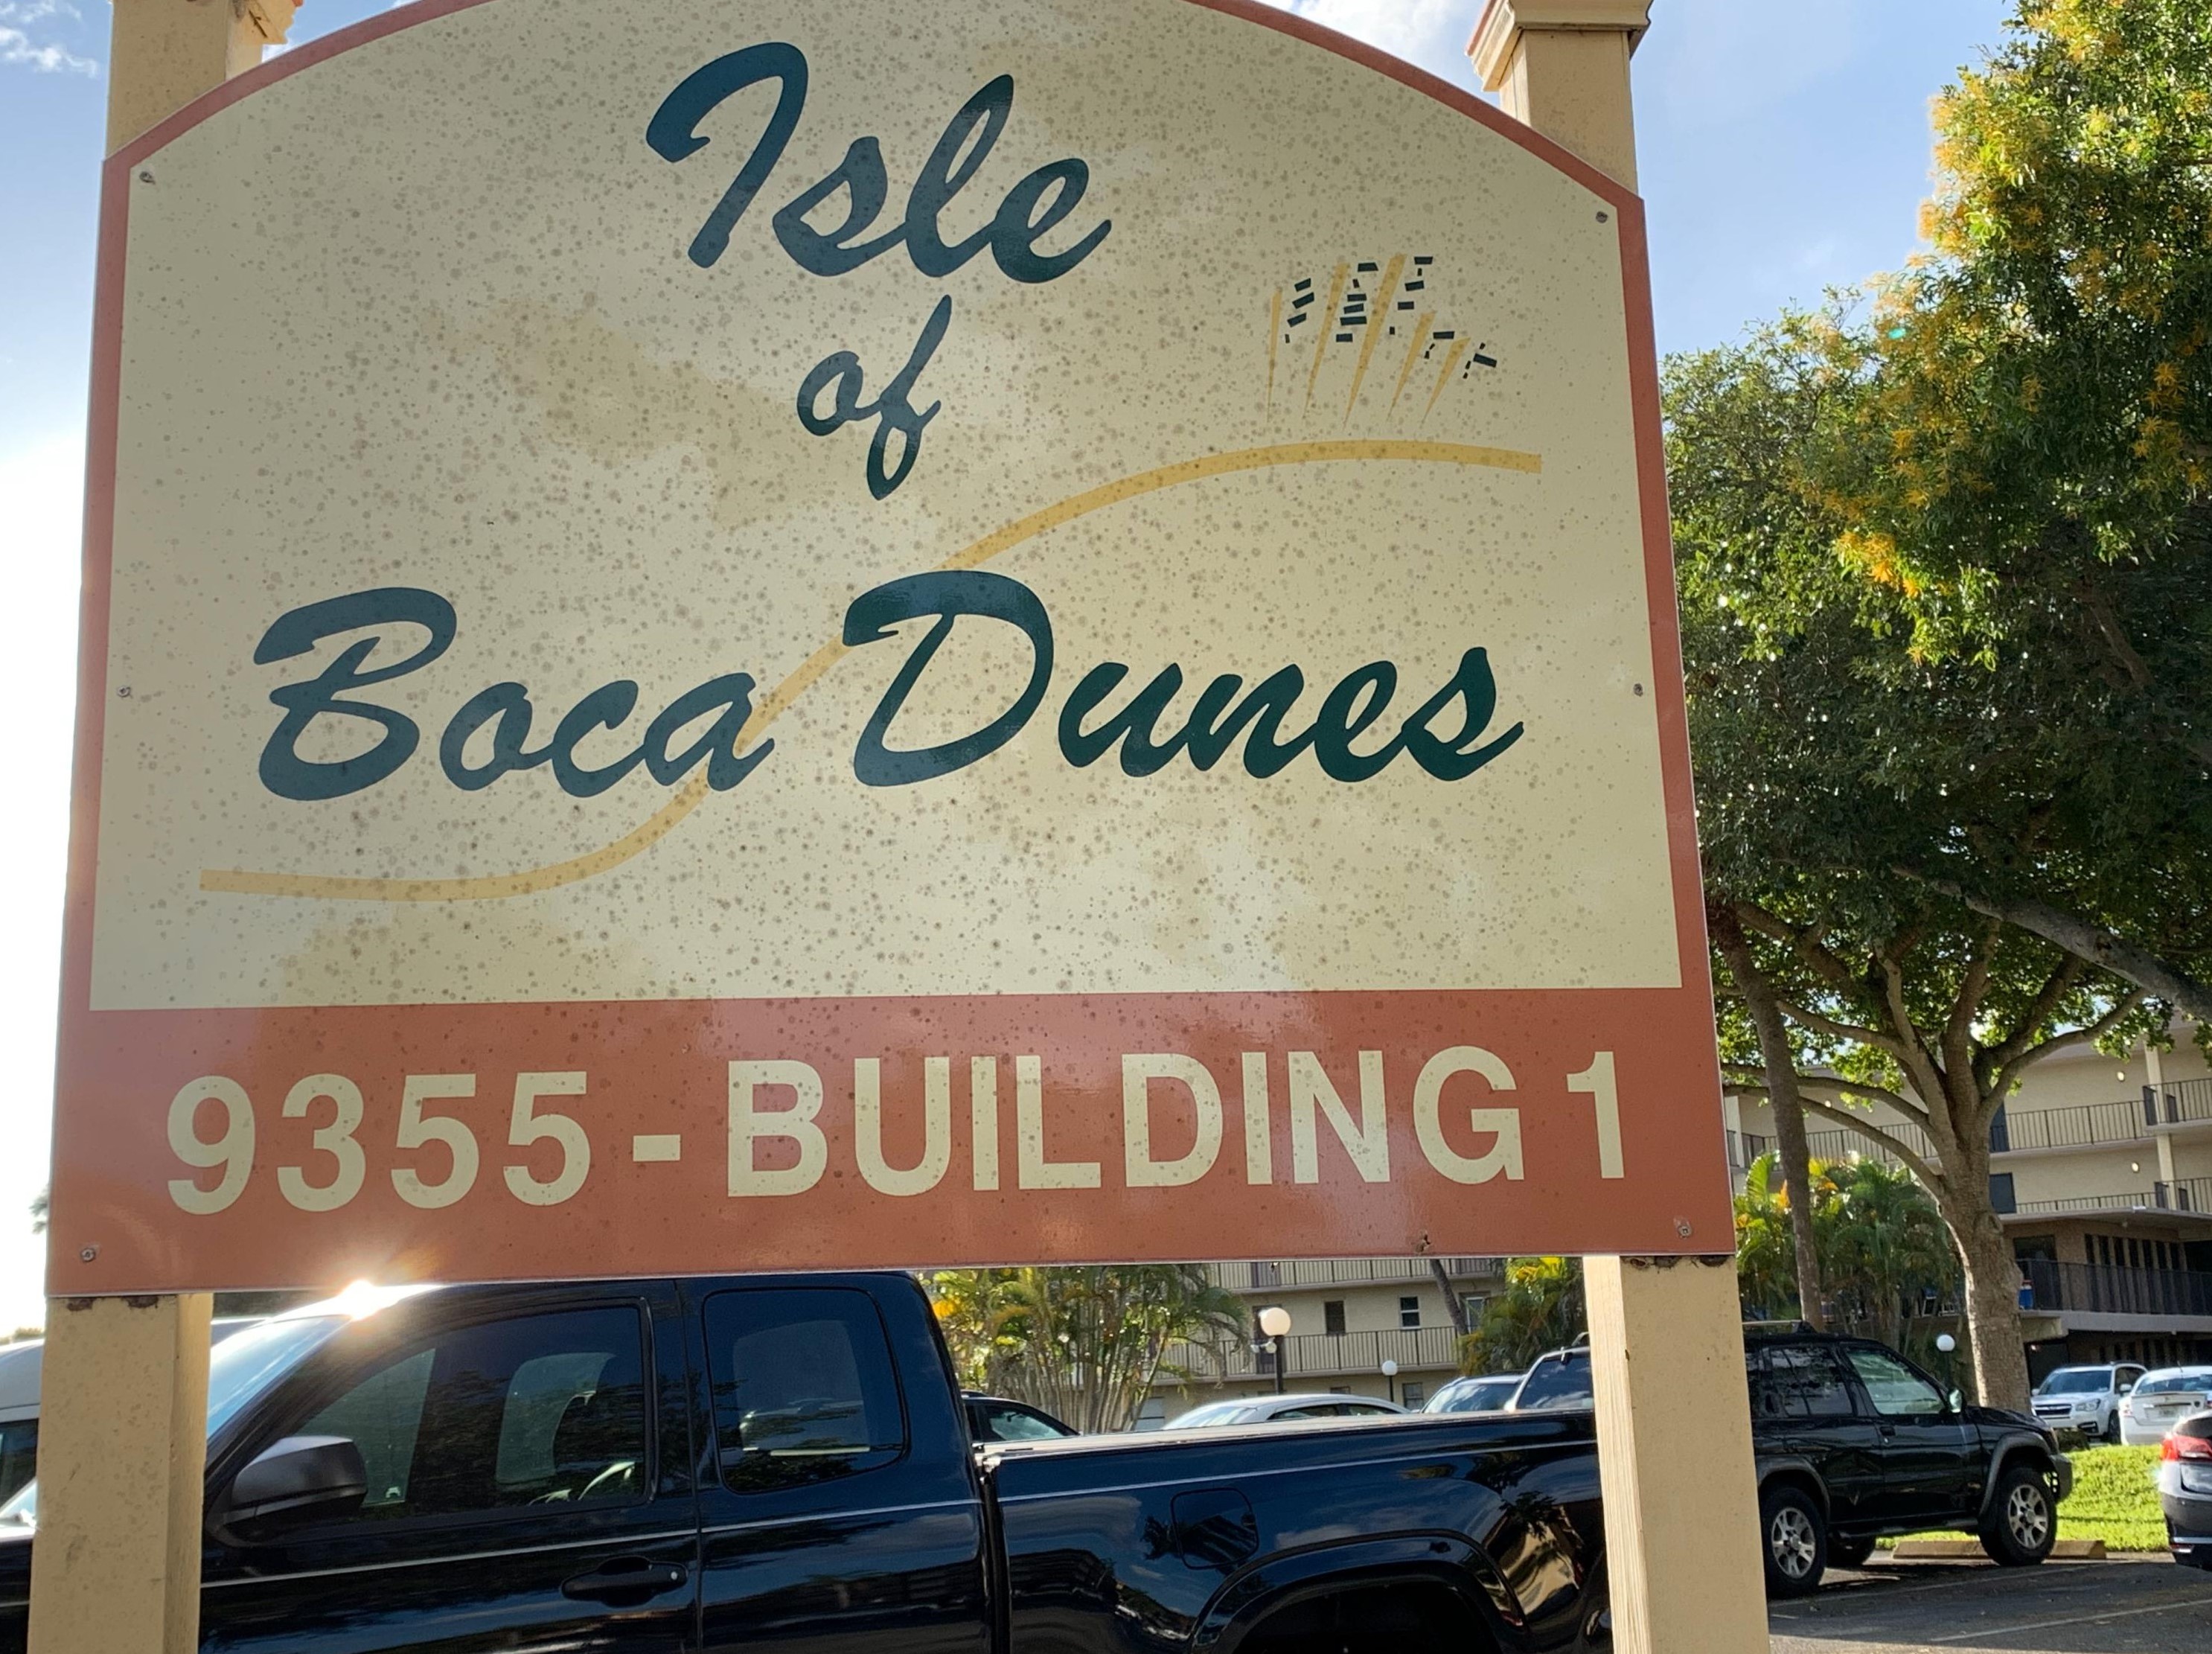 Isle
of
Boca Dunes
9355 - BUILDING 1